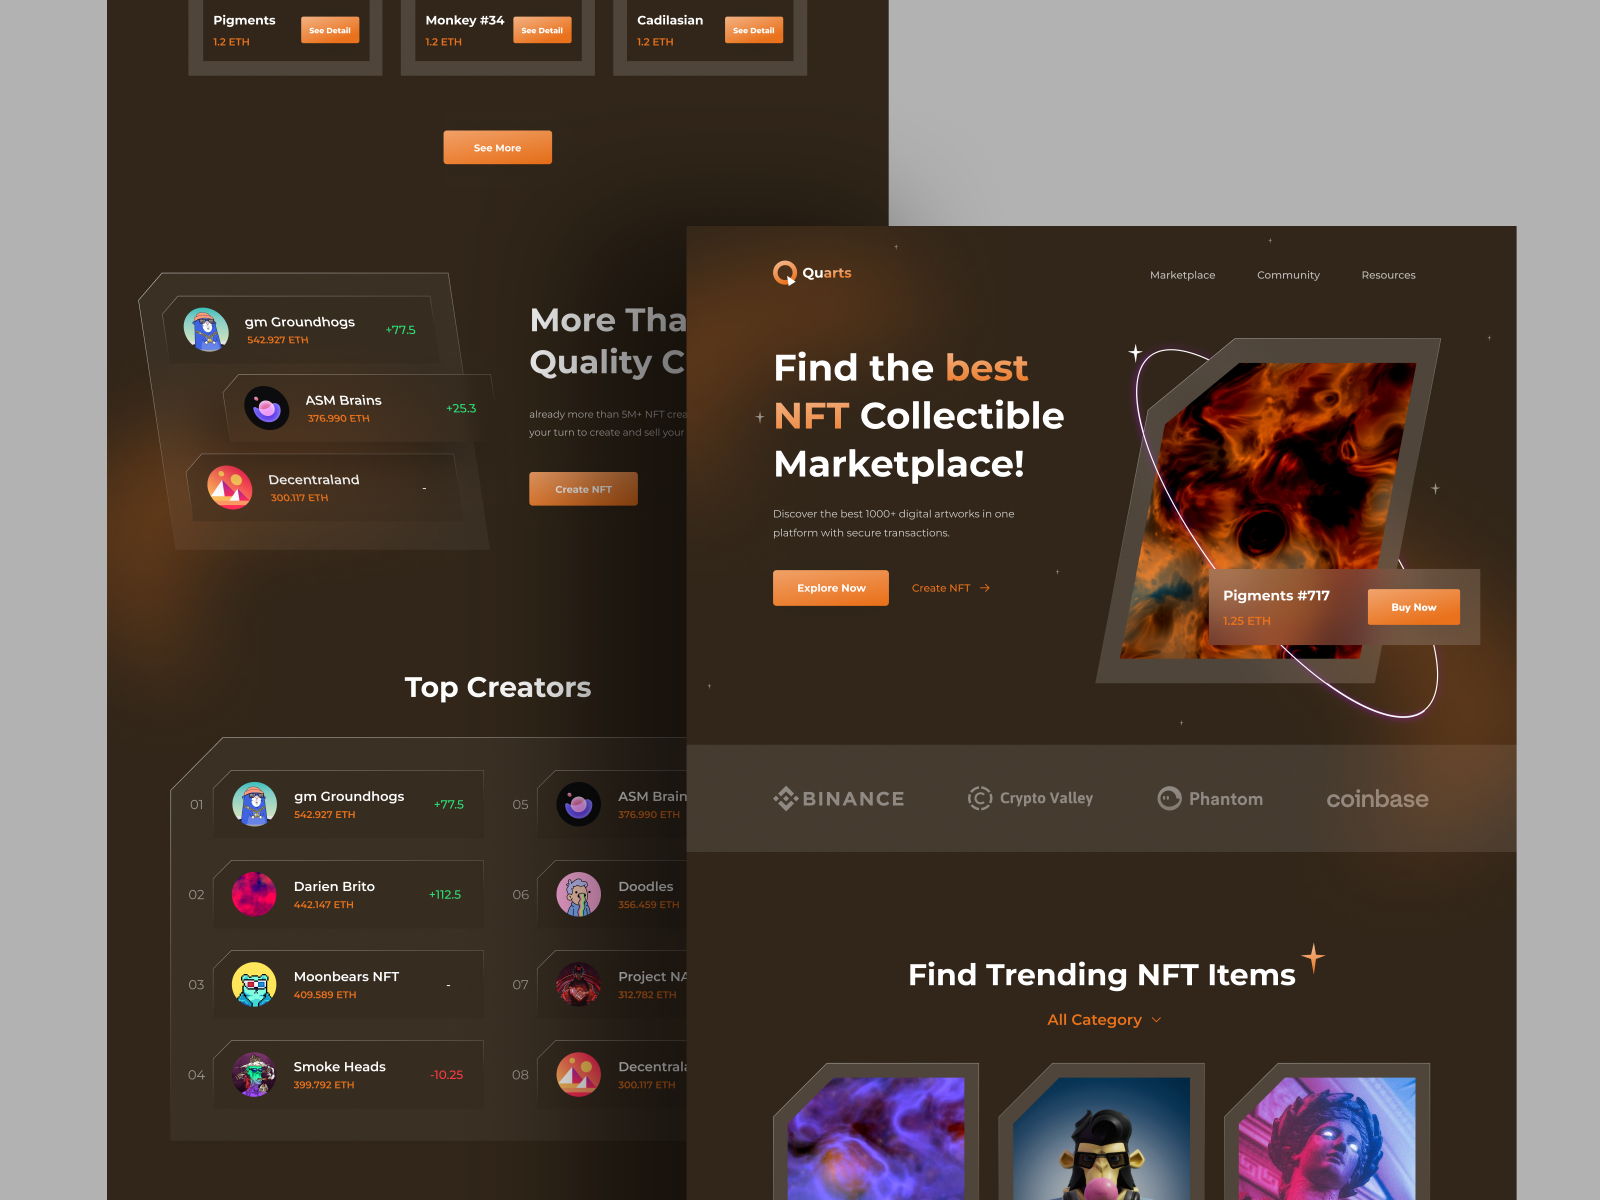 Pigments
1.2 ETH
See Detail
Monkey #34
1.2 ETH
See Detail
Cadilasian
1.2 ETH
See Detail
See More
gm Groundhogs
542.927 ETH
+77.5
ASM Brains
376.990 ETH
+25.3
Decentraland
300.117 ETH
-
More Tha
Quality C
already more than 5M+ NFT crea
your turn to create and sell your
Create NFT
Top Creators
01
gm Groundhogs
542.927 ETH
+77.5
02
Darien Brito
442.147 ETH
+112.5
03
Moonbears NFT
409.589 ETH
-
04
Smoke Heads
399.792 ETH
-10.25
05
ASM Brain
376.990 ETH
06
Doodles
356.459 ETH
07
Project NA
312.782 ETH
08
Decentrala
300.117 ETH
Quarts
Marketplace
Community
Resources
Find the best
NFT Collectible
Marketplace!
Discover the best 1000+ digital artworks in one
platform with secure transactions.
Explore Now
Create NFT
Pigments #717
1.25 ETH
Buy Now
BINANCE
Crypto Valley
Phantom
coinbase
Find Trending NFT Items
All Category